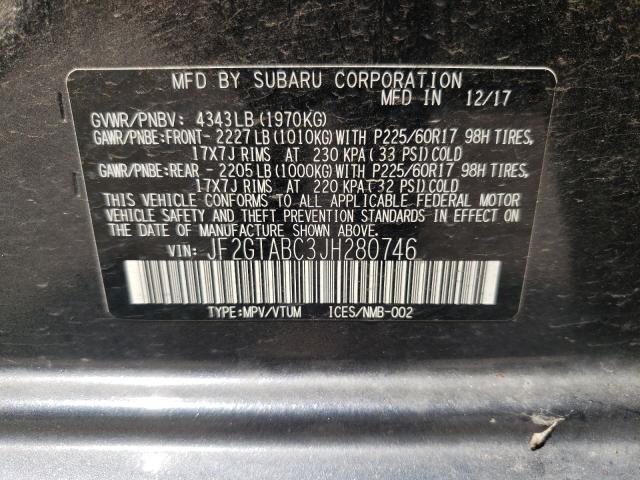 MFD BY SUBARU CORPORATION
MFD IN 12/17
GVWR/PNBV: 4343LB (1970KG)
GAWR/PNBE:FRONT- 2227LB (1010KG) WITH P225/60R17 98H TIRES,
17X7J RIMS AT 230 KPA (33 PSI) COLD
GAWR/PNBE:REAR - 2205LB (1000KG) WITH P225/60R17 98H TIRES,
17X7J RIMS AT 220 KPA (32 PSI) COLD
THIS VEHICLE CONFORMS TO ALL APPLICABLE FEDERAL MOTOR
VEHICLE SAFETY AND THEFT PREVENTION STANDARDS IN EFFECT
ON THE DATE OF MANUFACTURE SHOWN ABOVE.
VIN: JF2GTABC3JH280746
TYPE:MPV/VTUM ICES/NMB-002